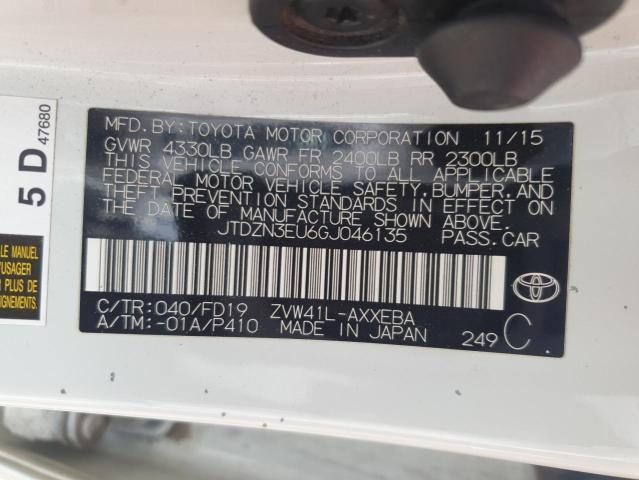 MFD.BY: TOYOTA MOTOR CORPORATION 11/15
GVWR 4330LB GAWR FR 2400LB RR 2300LB
THIS VEHICLE CONFORMS TO ALL APPLICABLE
FEDERAL MOTOR VEHICLE SAFETY, BUMPER, AND
THEFT PREVENTION STANDARDS IN EFFECT ON
THE DATE OF MANUFACTURE SHOWN ABOVE.
JTDZN3EU6GJ046135 PASS.CAR
C/TR: 040/FD19 ZVW41L-AXXEBA
A/TM: -01A/P410 MADE IN JAPAN 249 C
TOYOTA
5 D 47680
LE MANUEL
'USAGER
R PLUS DE